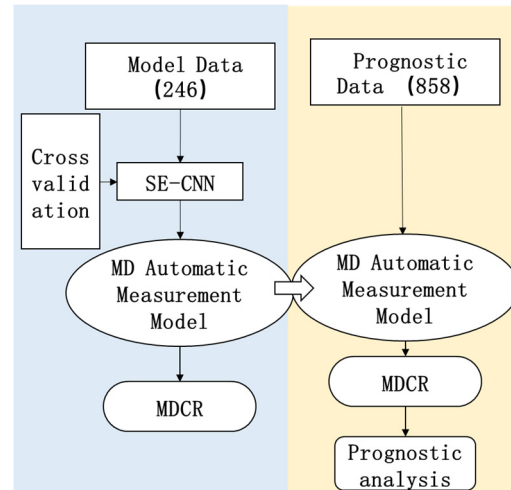 Model Data
(246)
Cross
valid
ation
SE-CNN
MD Automatic
Measurement
Model
MDCR
Prognostic
Data (858)
MD Automatic
Measurement
Model
MDCR
Prognostic
analysis